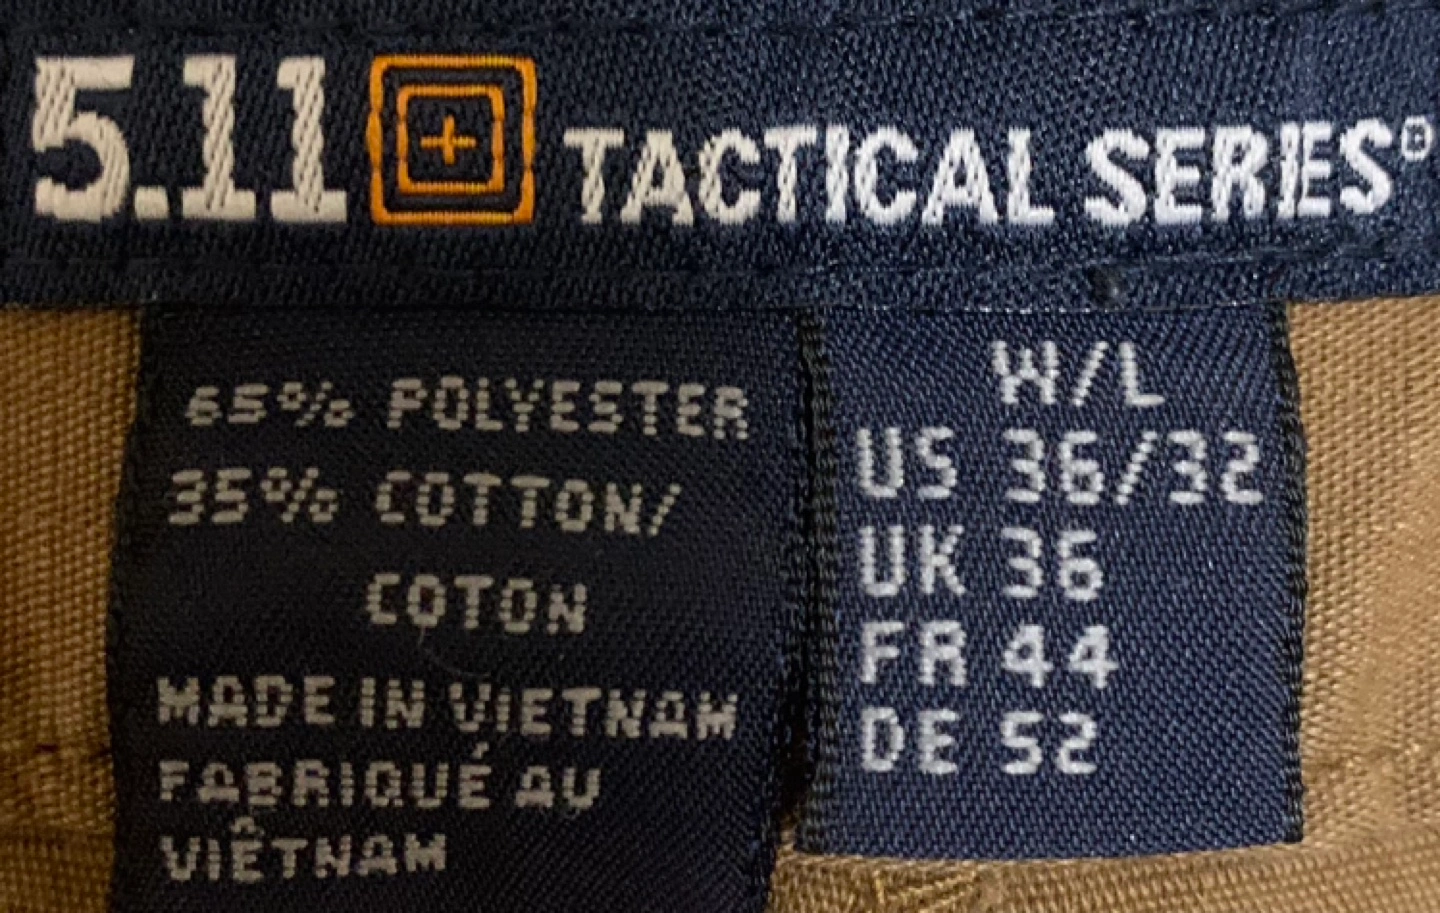 5.11 TACTICAL SERIES®
65% POLYESTER
35% COTTON/
COTON
MADE IN VIETNAM
FABRIQUÉ AU
VIÊTNAM
W/L
US 36/32
UK 36
FR 44
DE 52